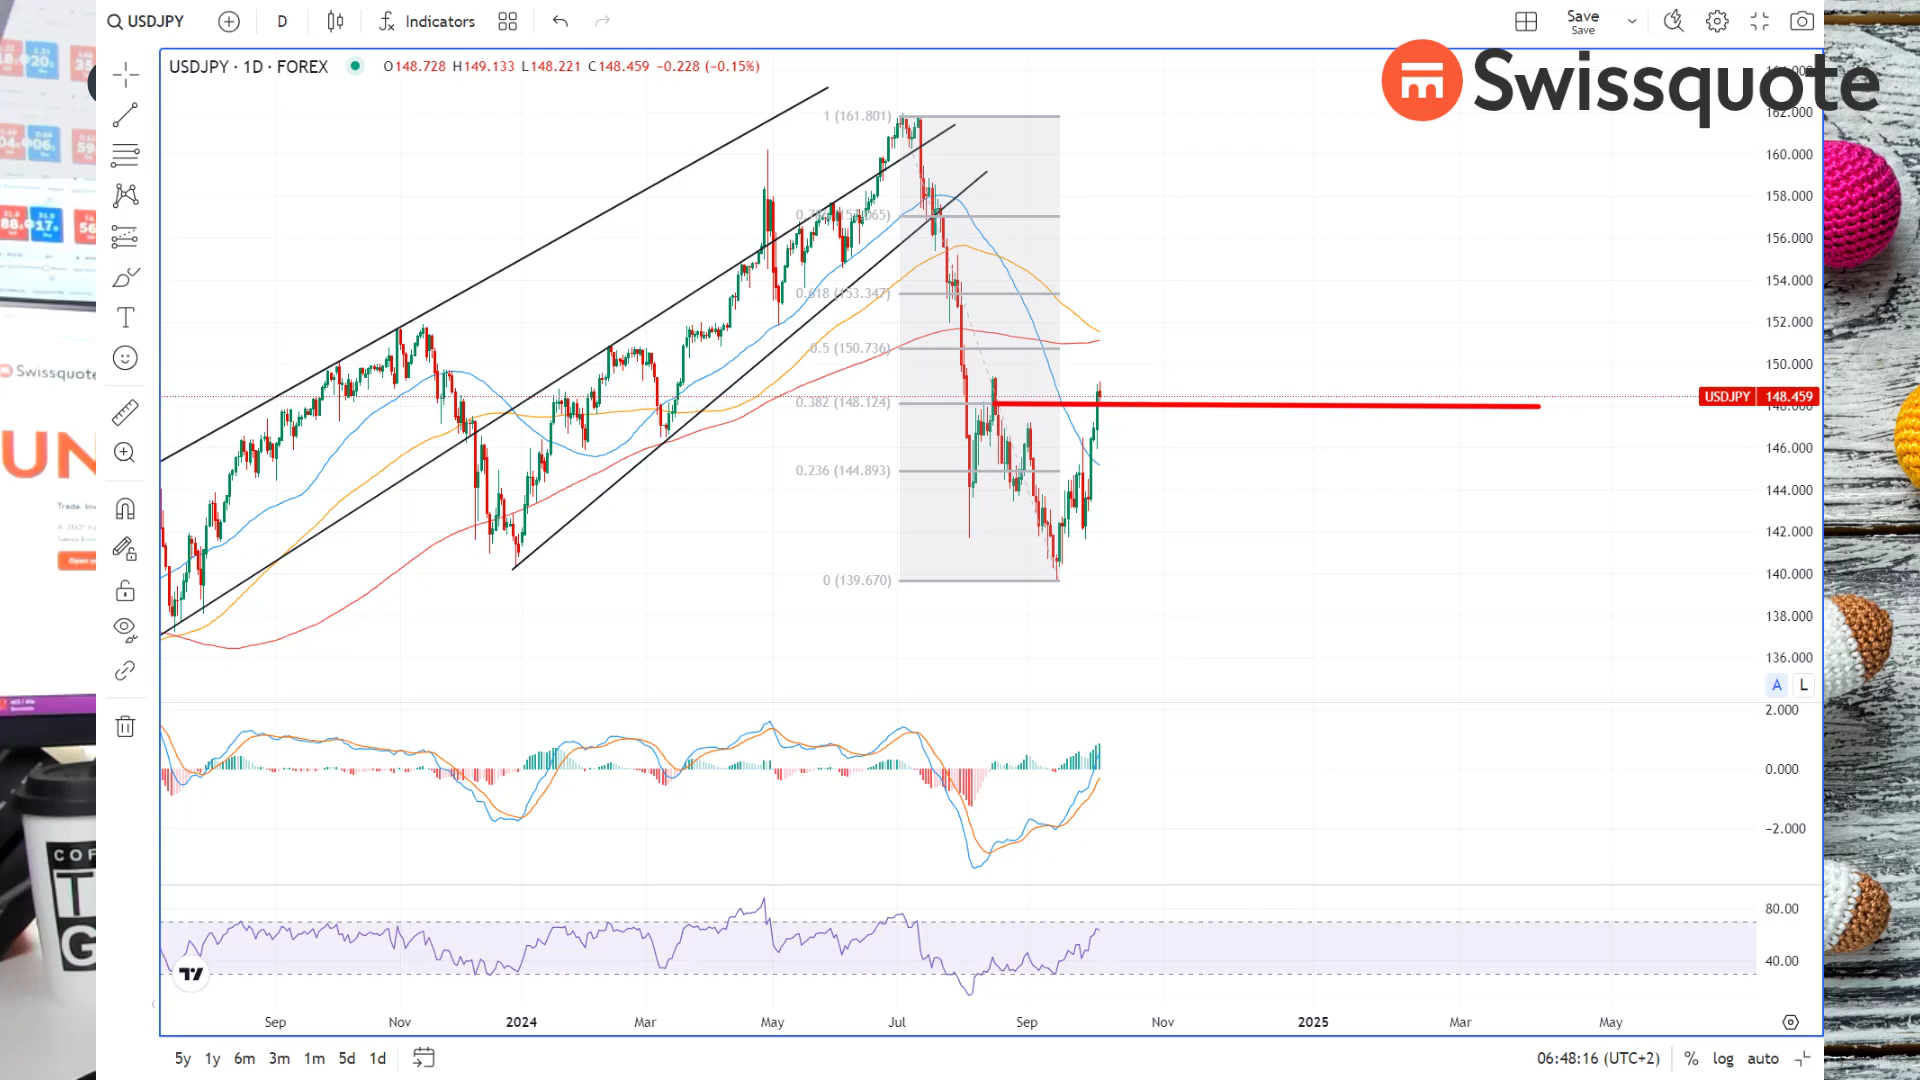 USDJPY
D
Indicators
Save
Save
Swissquote
USDJPY · 1D · FOREX O148.728 H149.133 L148.221 C148.459 −0.228 (−0.15%)
1 (161.801)
0.618 (153.347)
0.5 (150.736)
0.382 (148.124)
0.236 (144.893)
0 (139.670)
162.000
160.000
158.000
156.000
154.000
152.000
150.000
USDJPY 148.459
148.000
146.000
144.000
142.000
140.000
138.000
136.000
A L
2.000
0.000
−2.000
80.00
40.00
Sep Nov 2024 Mar May Jul Sep Nov 2025 Mar May
5y 1y 6m 3m 1m 5d 1d
06:48:16 (UTC+2) % log auto
Swissquote
UN
COF
T
G